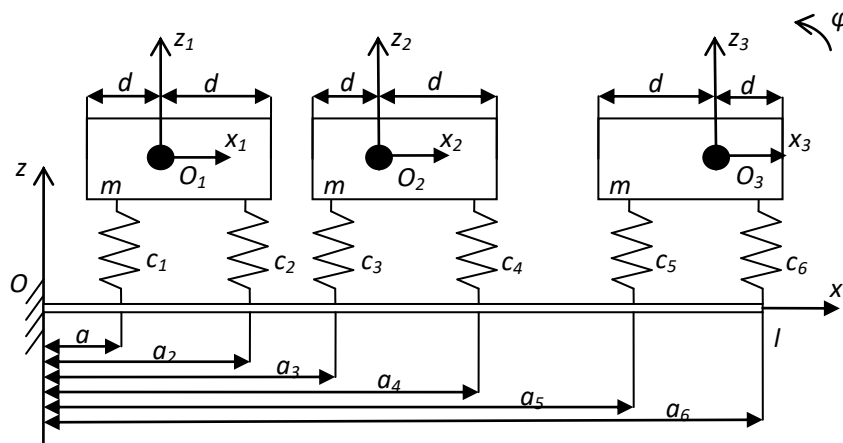 φ
z₁ z₂ z₃
d d d d d d
x₁ x₂ x₃
O₁ O₂ O₃
z m m m
c₁ c₂ c₃ c₄ c₅ c₆
O x
a l
a₂
a₃
a₄
a₅
a₆